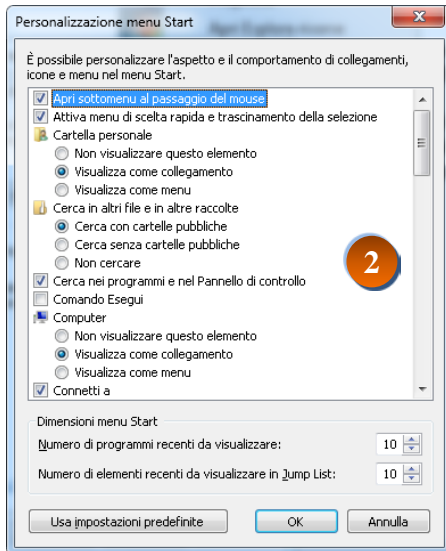 Personalizzazione menu Start
È possibile personalizzare l'aspetto e il comportamento di collegamenti,
icone e menu nel menu Start.
Apri sottomenu al passaggio del mouse
Attiva menu di scelta rapida e trascinamento della selezione
Cartella personale
Non visualizzare questo elemento
Visualizza come collegamento
Visualizza come menu
Cerca in altri file e in altre raccolte
Cerca con cartelle pubbliche
Cerca senza cartelle pubbliche
Non cercare
2
Cerca nei programmi e nel Pannello di controllo
Comando Esegui
Computer
Non visualizzare questo elemento
Visualizza come collegamento
Visualizza come menu
Connetti a
Dimensioni menu Start
Numero di programmi recenti da visualizzare: 10
Numero di elementi recenti da visualizzare in Jump List: 10
Usa impostazioni predefinite OK Annulla